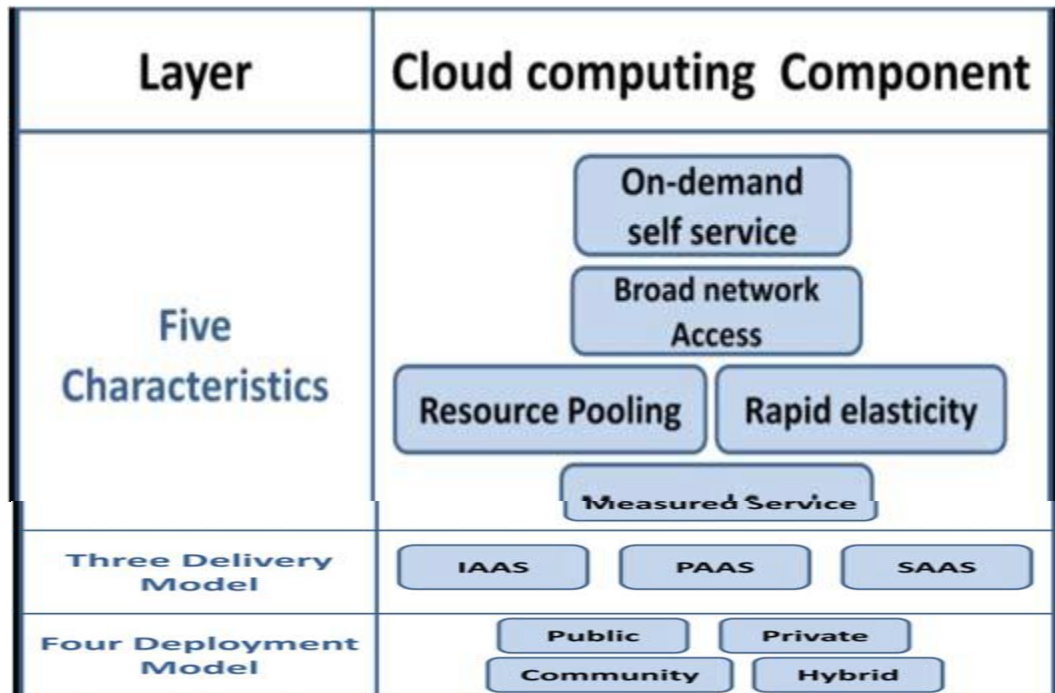 Layer
Cloud computing Component
Five
Characteristics
On-demand
self service
Broad network
Access
Resource Pooling
Rapid elasticity
Measured Service
Three Delivery
Model
IAAS
PAAS
SAAS
Four Deployment
Model
Public
Private
Community
Hybrid